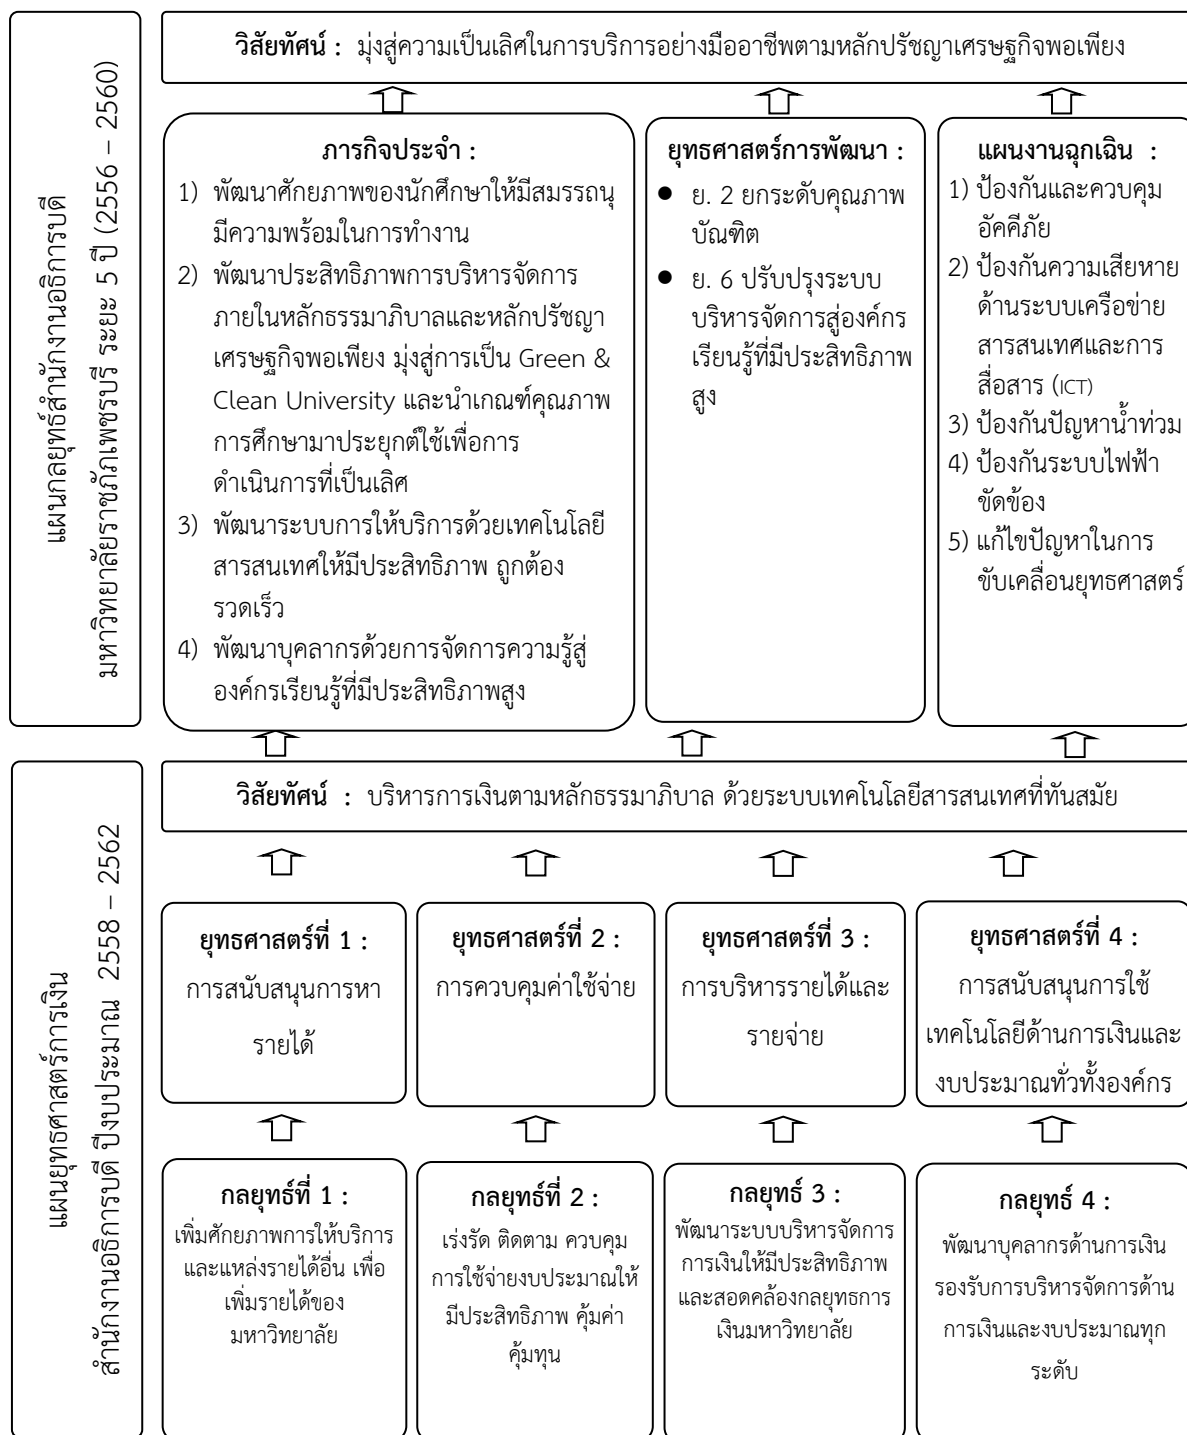 แผนกลยุทธ์สำนักงานอธิการบดี
มหาวิทยาลัยราชภัฏเพชรบุรี ระยะ 5 ปี (2556 – 2560)
วิสัยทัศน์ : มุ่งสู่ความเป็นเลิศในการบริการอย่างมืออาชีพตามหลักปรัชญาเศรษฐกิจพอเพียง
ภารกิจประจำ :
1) พัฒนาศักยภาพของนักศึกษาให้มีสมรรถนุ
มีความพร้อมในการทำงาน
2) พัฒนาประสิทธิภาพการบริหารจัดการ
ภายในหลักธรรมาภิบาลและหลักปรัชญา
เศรษฐกิจพอเพียง มุ่งสู่การเป็น Green &
Clean University และนำเกณฑ์คุณภาพ
การศึกษามาประยุกต์ใช้เพื่อการ
ดำเนินการที่เป็นเลิศ
3) พัฒนาระบบการให้บริการด้วยเทคโนโลยี
สารสนเทศให้มีประสิทธิภาพ ถูกต้อง
รวดเร็ว
4) พัฒนาบุคลากรด้วยการจัดการความรู้สู่
องค์กรเรียนรู้ที่มีประสิทธิภาพสูง
ยุทธศาสตร์การพัฒนา :
● ย. 2 ยกระดับคุณภาพ
บัณฑิต
● ย. 6 ปรับปรุงระบบ
บริหารจัดการสู่องค์กร
เรียนรู้ที่มีประสิทธิภาพ
สูง
แผนงานฉุกเฉิน :
1) ป้องกันและควบคุม
อัคคีภัย
2) ป้องกันความเสียหาย
ด้านระบบเครือข่าย
สารสนเทศและการ
สื่อสาร (ICT)
3) ป้องกันปัญหาน้ำท่วม
4) ป้องกันระบบไฟฟ้า
ขัดข้อง
5) แก้ไขปัญหาในการ
ขับเคลื่อนยุทธศาสตร์
แผนยุทธศาสตร์การเงิน
สำนักงานอธิการบดี ปีงบประมาณ 2558 – 2562
วิสัยทัศน์ : บริหารการเงินตามหลักธรรมาภิบาล ด้วยระบบเทคโนโลยีสารสนเทศที่ทันสมัย
ยุทธศาสตร์ที่ 1 :
การสนับสนุนการหา
รายได้
ยุทธศาสตร์ที่ 2 :
การควบคุมค่าใช้จ่าย
ยุทธศาสตร์ที่ 3 :
การบริหารรายได้และ
รายจ่าย
ยุทธศาสตร์ที่ 4 :
การสนับสนุนการใช้
เทคโนโลยีด้านการเงินและ
งบประมาณทั่วทั้งองค์กร
กลยุทธ์ที่ 1 :
เพิ่มศักยภาพการให้บริการ
และแหล่งรายได้อื่น เพื่อ
เพิ่มรายได้ของ
มหาวิทยาลัย
กลยุทธ์ที่ 2 :
เร่งรัด ติดตาม ควบคุม
การใช้จ่ายงบประมาณให้
มีประสิทธิภาพ คุ้มค่า
คุ้มทุน
กลยุทธ์ 3 :
พัฒนาระบบบริหารจัดการ
การเงินให้มีประสิทธิภาพ
และสอดคล้องกลยุทธการ
เงินมหาวิทยาลัย
กลยุทธ์ 4 :
พัฒนาบุคลากรด้านการเงิน
รองรับการบริหารจัดการด้าน
การเงินและงบประมาณทุก
ระดับ